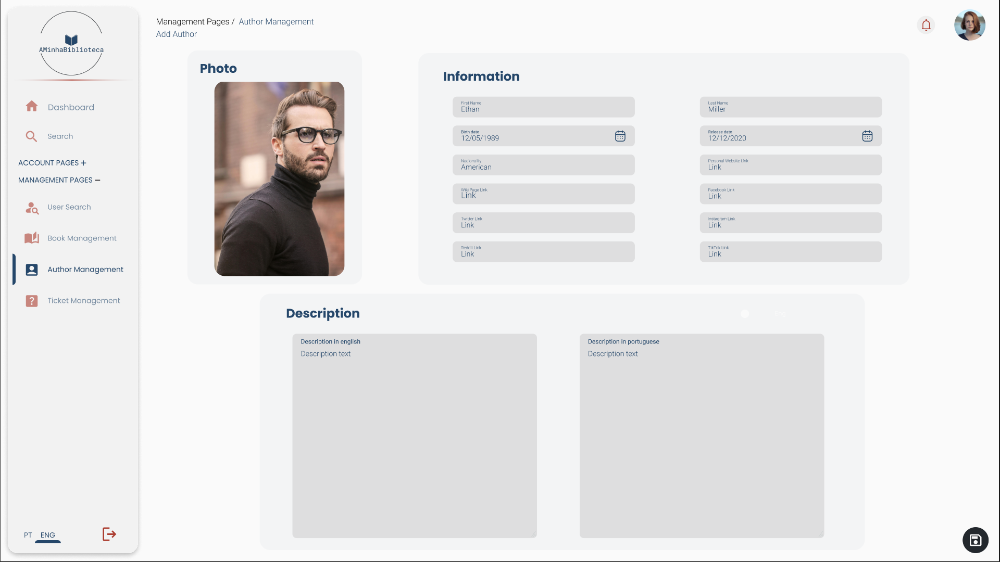 AMinhaBiblioteca
Dashboard
Search
ACCOUNT PAGES +
MANAGEMENT PAGES −
User Search
Book Management
Author Management
Ticket Management
PT ENG
Management Pages / Author Management
Add Author
Photo
Information
First Name
Ethan
Last Name
Miller
Birth date
12/05/1989
Release date
12/12/2020
Nacionality
American
Personal Website Link
Link
Wiki Page Link
Link
Facebook Link
Link
Twitter Link
Link
instagram Link
Link
Reddit Link
Link
TikTok Link
Link
Description
Eng
Description in english
Description text
Description in portuguese
Description text